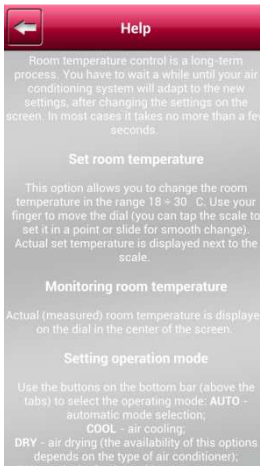 Help
Room temperature control is a long-term
process. You have to wait a while until your air
conditioning system will adapt to the new
settings, after changing the settings on the
screen. In most cases it takes no more than a few
seconds.
Set room temperature
This option allows you to change the room
temperature in the range 18 ÷ 30 C. Use your
finger to move the dial (you can tap the scale to
set it in a point or slide for smooth change).
Actual set temperature is displayed next to the
scale.
Monitoring room temperature
Actual (measured) room temperature is displaye
on the dial in the center of the screen.
Setting operation mode
Use the buttons on the bottom bar (above the
tabs) to select the operating mode: AUTO -
automatic mode selection;
COOL - air cooling;
DRY - air drying (the availability of this options
depends on the type of air conditioner);